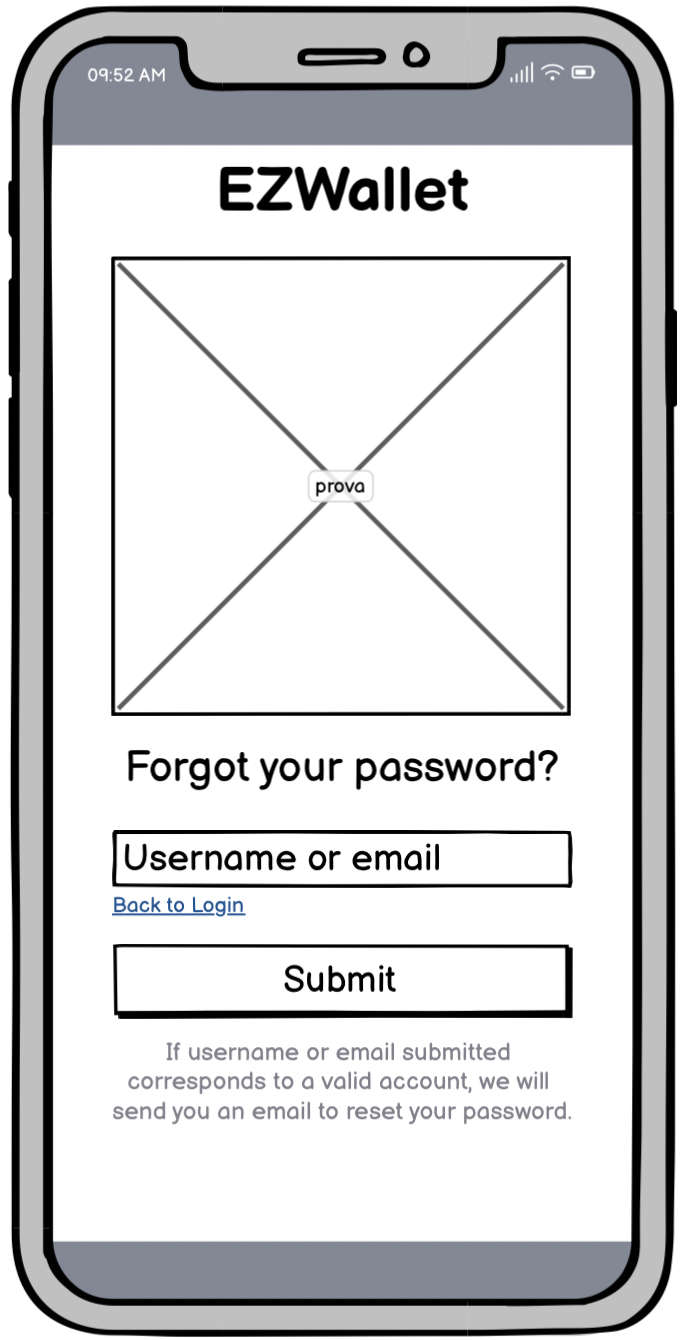 09:52 AM
EZWallet
prova
Forgot your password?
Username or email
Back to Login
Submit
If username or email submitted
corresponds to a valid account, we will
send you an email to reset your password.